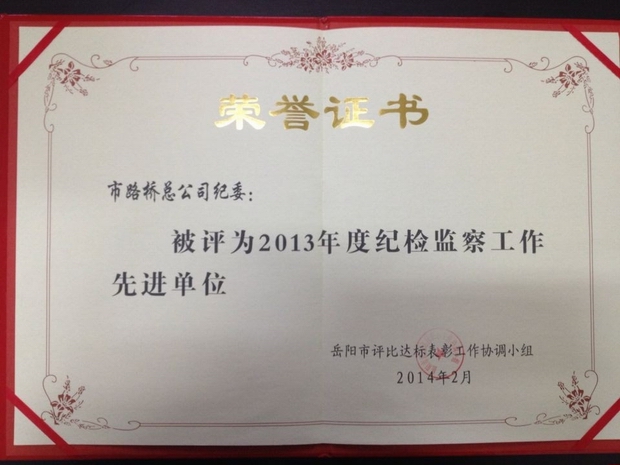 荣誉证书
市路桥总公司纪委：
被评为2013年度纪检监察工作
先进单位
岳阳市评比达标表彰工作协调小组
2014年2月